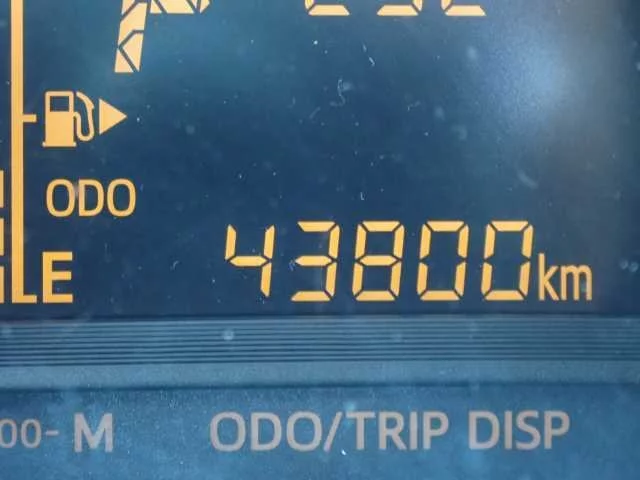 ODO
43800km
E
00- M ODO/TRIP DISP